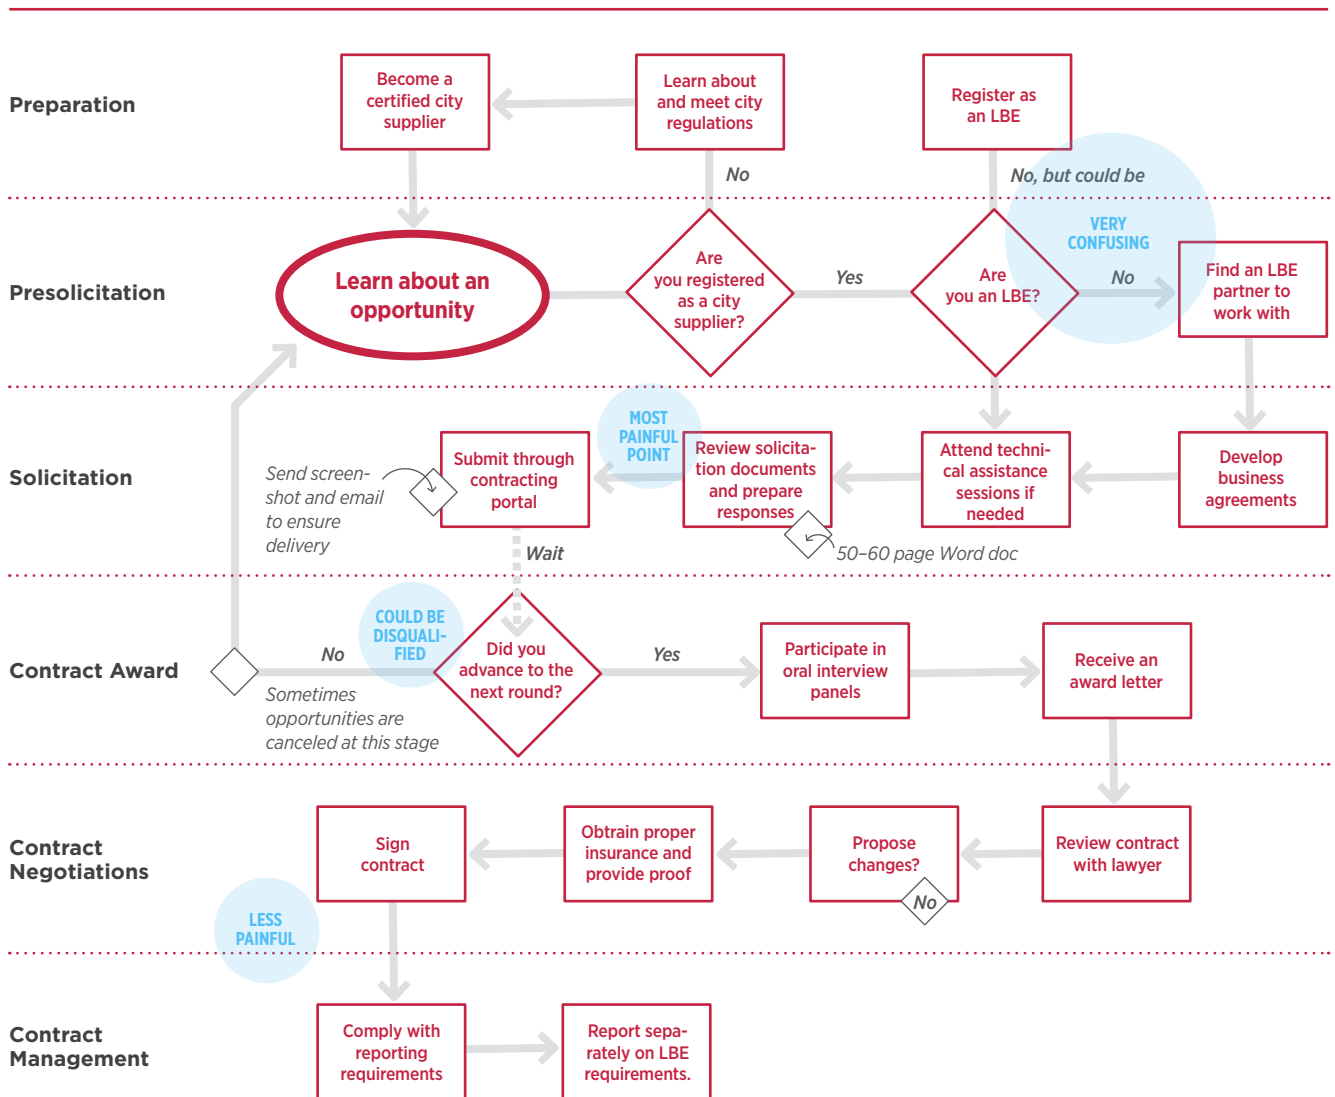 Preparation
Become a
certified city
supplier
Learn about
and meet city
regulations
Register as
an LBE
No
No, but could be
Presolicitation
Learn about an
opportunity
Are
you registered
as a city
supplier?
Yes
Are
you an LBE?
VERY
CONFUSING
No
Find an LBE
partner to
work with
Solicitation
Send screen-
shot and email
to ensure
delivery
Submit through
contracting
portal
MOST
PAINFUL
POINT
Review solicita-
tion documents
and prepare
responses
Attend techni-
cal assistance
sessions if
needed
Develop
business
agreements
50–60 page Word doc
Wait
Contract Award
No
Sometimes
opportunities are
canceled at this stage
COULD BE
DISQUALI-
FIED
Did you
advance to the
next round?
Yes
Participate in
oral interview
panels
Receive an
award letter
Contract
Negotiations
Sign
contract
Obtrain proper
insurance and
provide proof
Propose
changes?
No
Review contract
with lawyer
LESS
PAINFUL
Contract
Management
Comply with
reporting
requirements
Report sepa-
rately on LBE
requirements.